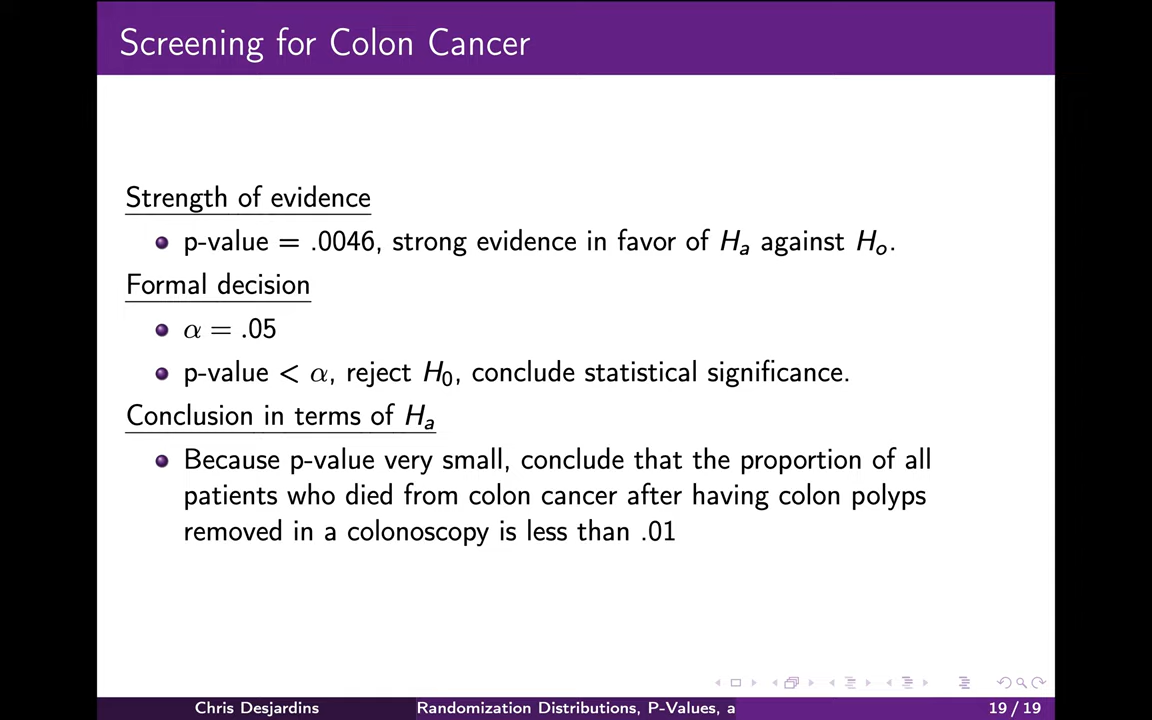 Screening for Colon Cancer
Strength of evidence
p-value = .0046, strong evidence in favor of Hₐ against Hₒ.
Formal decision
α = .05
p-value < α, reject H₀, conclude statistical significance.
Conclusion in terms of Hₐ
Because p-value very small, conclude that the proportion of all
patients who died from colon cancer after having colon polyps
removed in a colonoscopy is less than .01
Chris Desjardins Randomization Distributions, P-Values, a 19 / 19